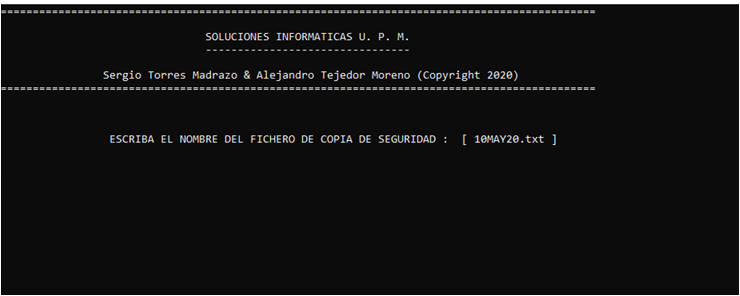 =============================================================================================
SOLUCIONES INFORMATICAS U. P. M.
--------------------------------
Sergio Torres Madrazo & Alejandro Tejedor Moreno (Copyright 2020)
=============================================================================================
ESCRIBA EL NOMBRE DEL FICHERO DE COPIA DE SEGURIDAD :  [ 10MAY20.txt ]